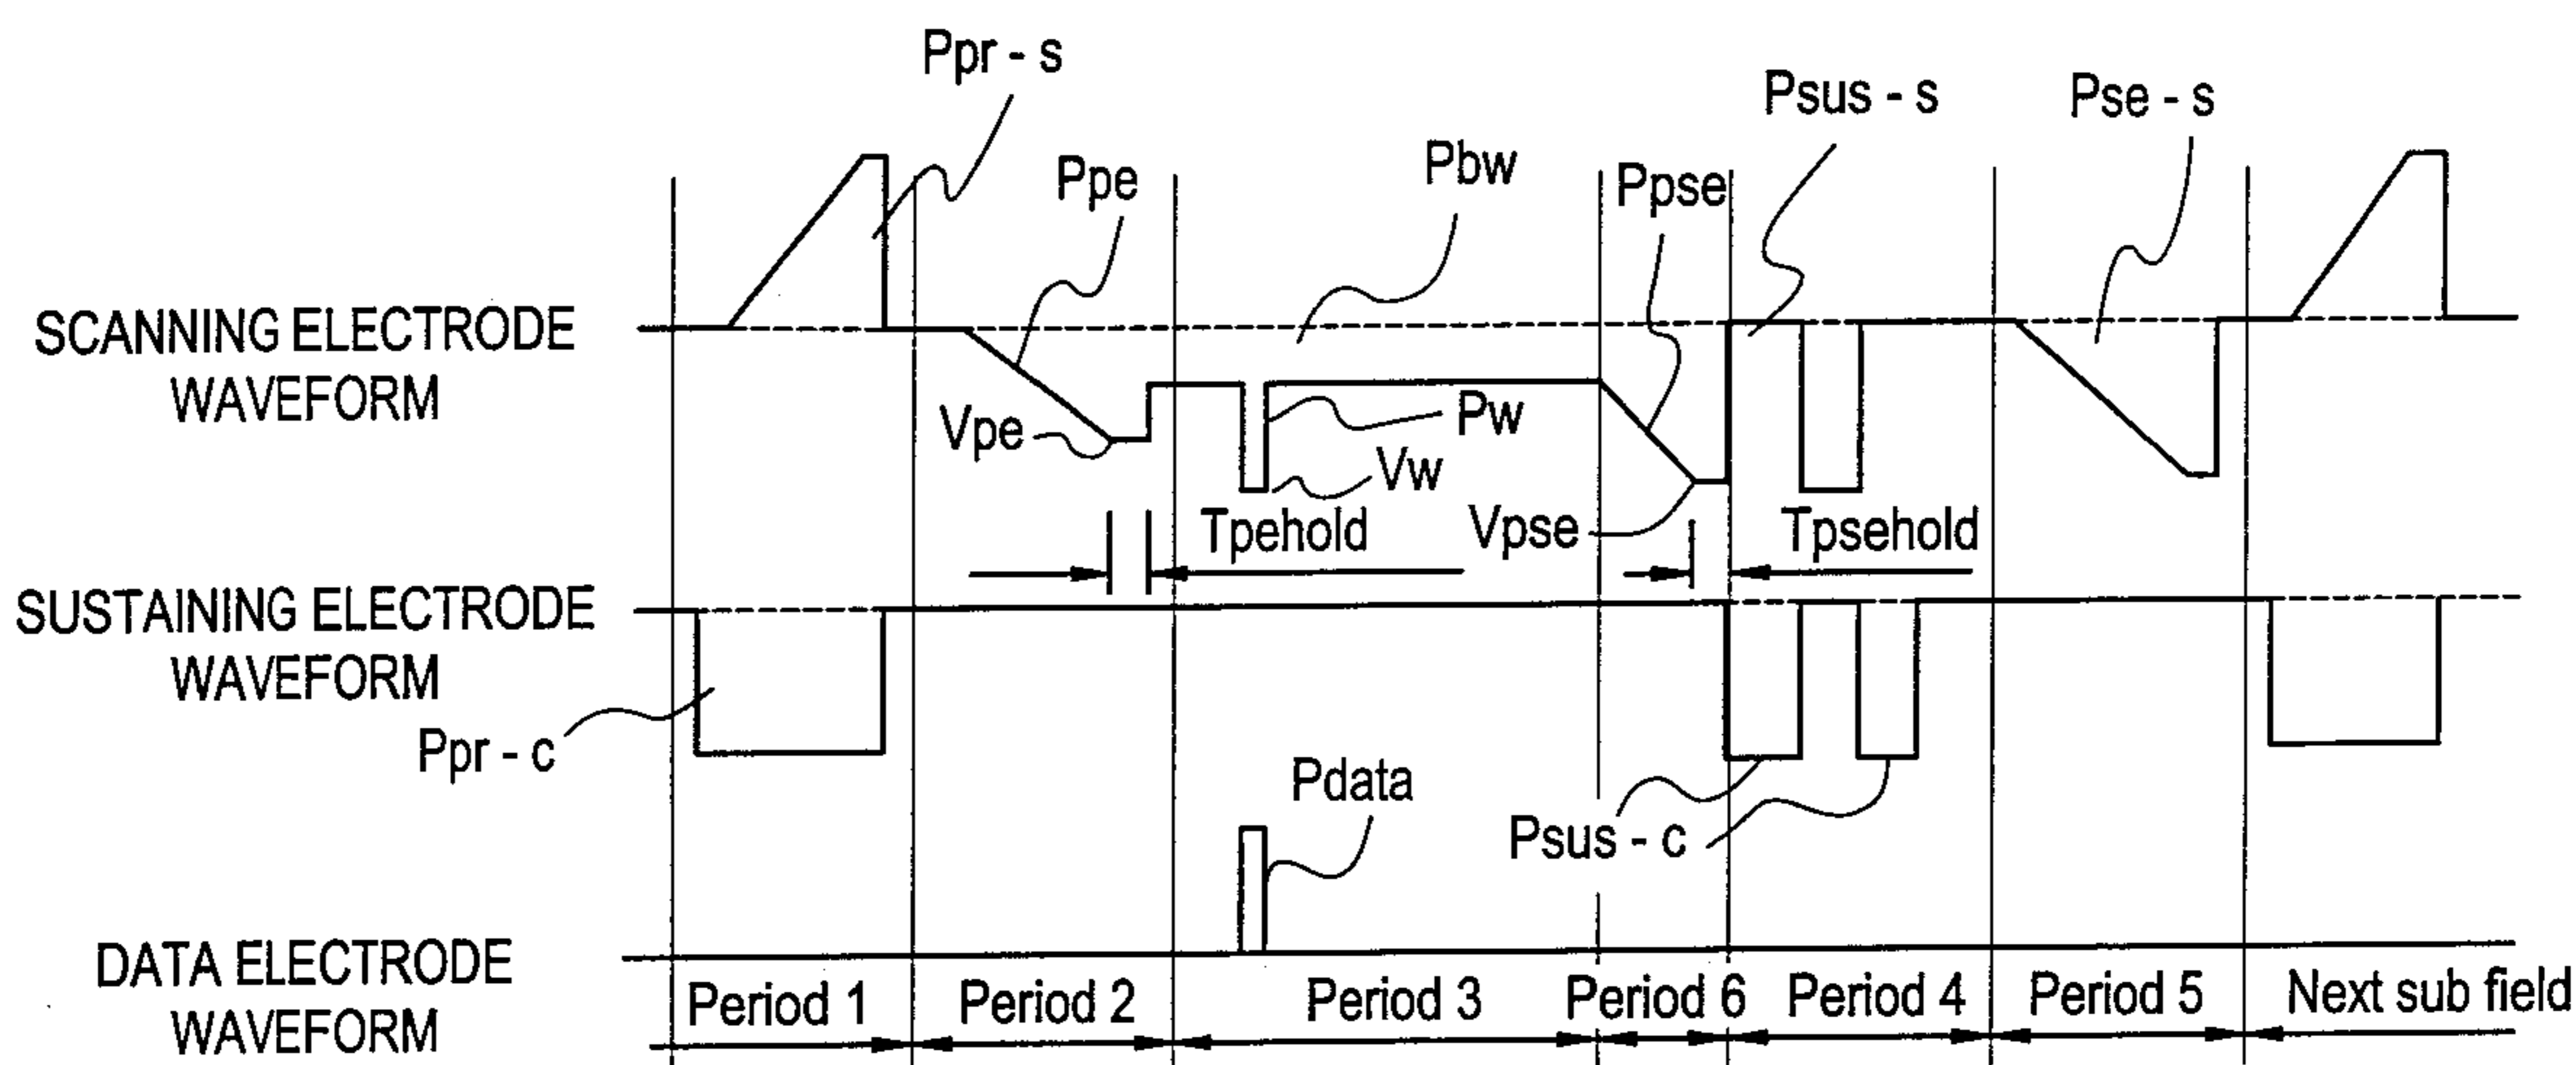 Ppr - s
Psus - s
Pse - s
Ppe
Pbw
Ppse
SCANNING ELECTRODE
WAVEFORM
Vpe
Pw
Vw
Tpehold
Vpse
Tpsehold
SUSTAINING ELECTRODE
WAVEFORM
Ppr - c
Pdata
Psus - c
DATA ELECTRODE
WAVEFORM
Period 1
Period 2
Period 3
Period 6
Period 4
Period 5
Next sub field